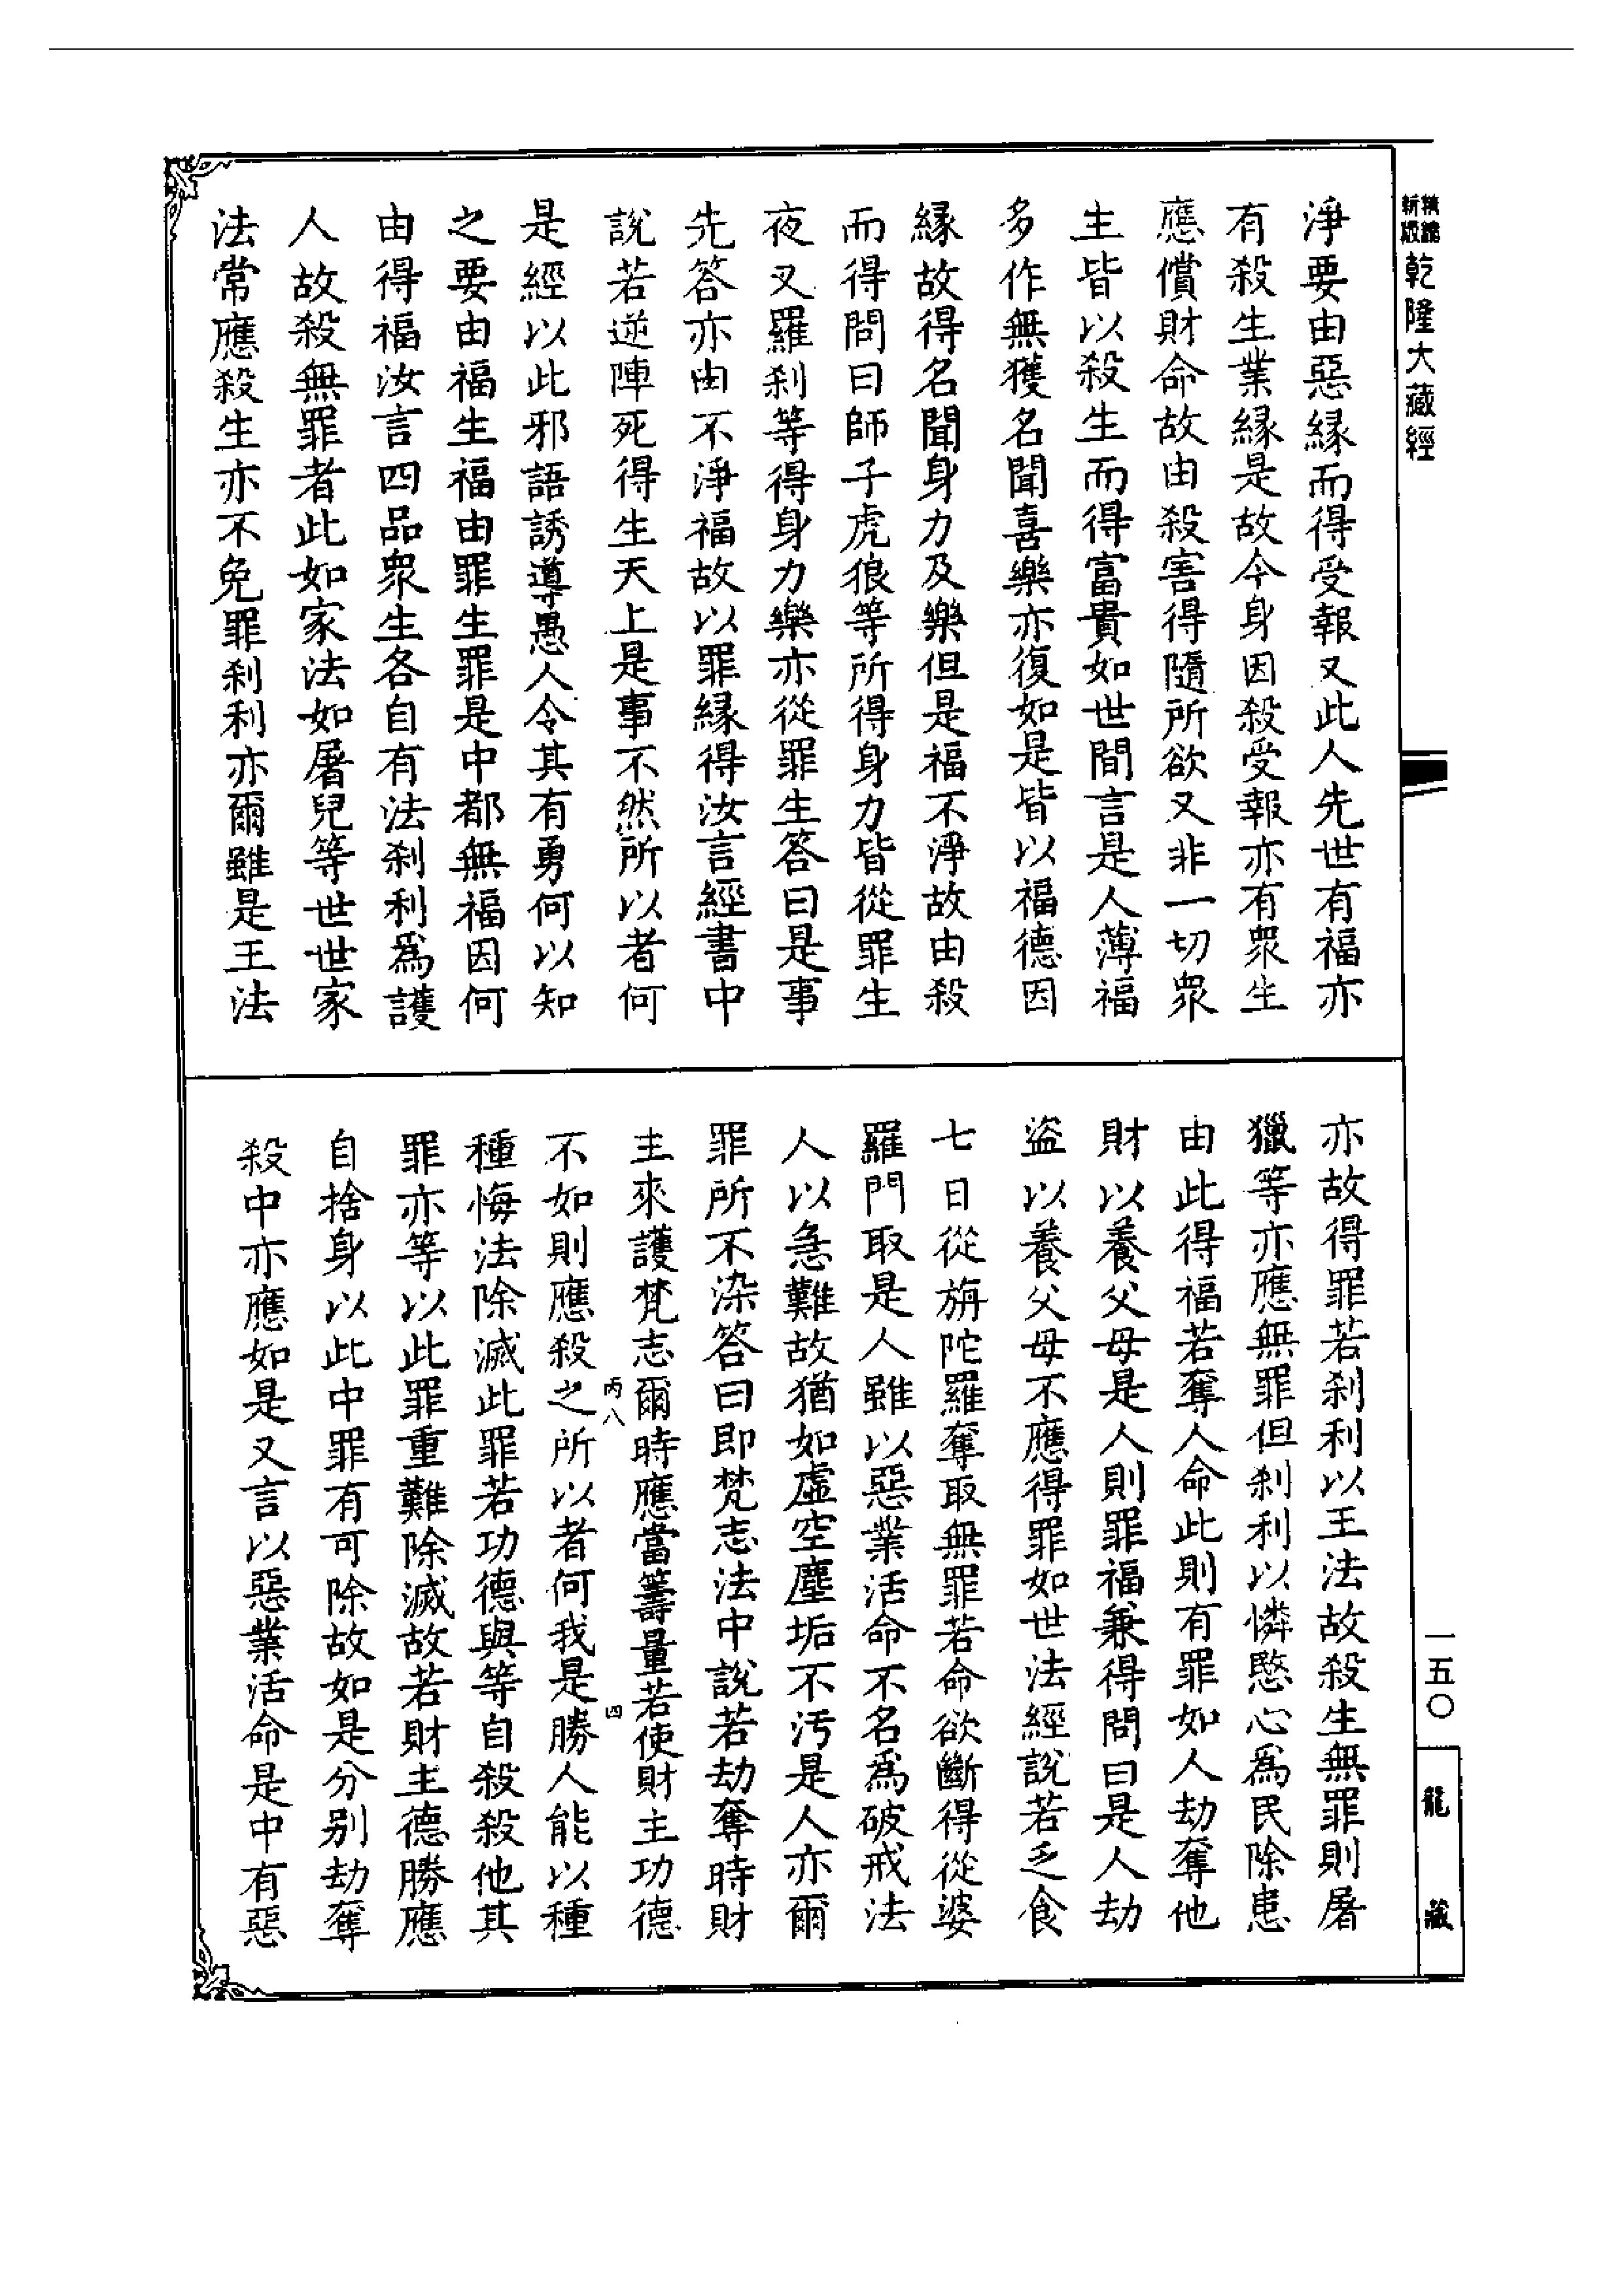 精鐫新版乾隆大藏經
淨要由惡緣而得受報又此人先世有福亦
有殺生業緣是故今身因殺受報亦有眾生
應償財命故由殺害得隨所欲又非一切眾
生皆以殺生而得富貴如世間言是人薄福
多作無獲名聞喜樂亦復如是皆以福德因
緣故得名聞身力及樂但是福不淨故由殺
而得問曰師子虎狼等所得身力皆從罪生
夜叉羅剎等得身力樂亦從罪生答曰是事
先答亦由不淨福故以罪緣得汝言經書中
說若逆陣死得生天上是事不然所以者何
是經以此邪語誘導愚人令其有勇何以知
之要由福生福由罪生罪是中都無福因何
由得福汝言四品眾生各自有法剎利為護
人故殺無罪者此如家法如屠兒等世世家
法常應殺生亦不免罪剎利亦爾雖是王法
亦故得罪若剎利以王法故殺生無罪則屠
獵等亦應無罪但剎利以憐愍心為民除患
由此得福若奪人命此則有罪如人劫奪他
財以養父母是人則罪福兼得問曰是人劫
盜以養父母不應得罪如世法經說若乏食
七日從旃陀羅奪取無罪若命欲斷得從婆
羅門取是人雖以惡業活命不名為破戒法
人以急難故猶如虛空塵垢不污是人亦爾
罪所不染答曰即梵志法中說若劫奪時財
主來護梵志爾時應當籌量若使財主功德
丙八 四
不如則應殺之所以者何我是勝人能以種
種悔法除滅此罪若功德與等自殺殺他其
罪亦等以此罪重難除滅故若財主德勝應
自捨身以此中罪有可除故如是分別劫奪
殺中亦應如是又言以惡業活命是中有惡
一五〇
龍藏